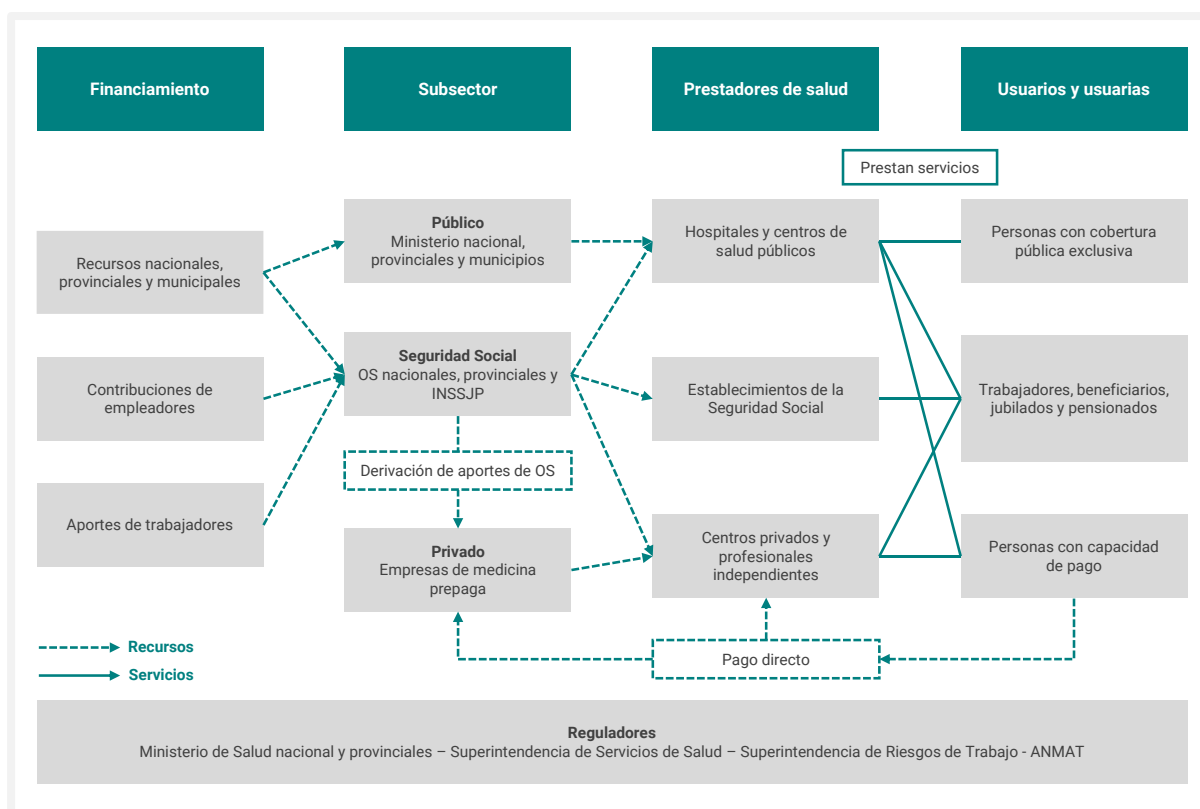 Financiamiento
Subsector
Prestadores de salud
Usuarios y usuarias
Prestan servicios
Recursos nacionales,
provinciales y municipales
Contribuciones de
empleadores
Aportes de trabajadores
Público
Ministerio nacional,
provinciales y municipios
Seguridad Social
OS nacionales, provinciales y
INSSJP
Derivación de aportes de OS
Privado
Empresas de medicina
prepaga
Hospitales y centros de
salud públicos
Establecimientos de la
Seguridad Social
Centros privados y
profesionales
independientes
Personas con cobertura
pública exclusiva
Trabajadores, beneficiarios,
jubilados y pensionados
Personas con capacidad
de pago
Pago directo
Recursos
Servicios
Reguladores
Ministerio de Salud nacional y provinciales – Superintendencia de Servicios de Salud – Superintendencia de Riesgos de Trabajo - ANMAT